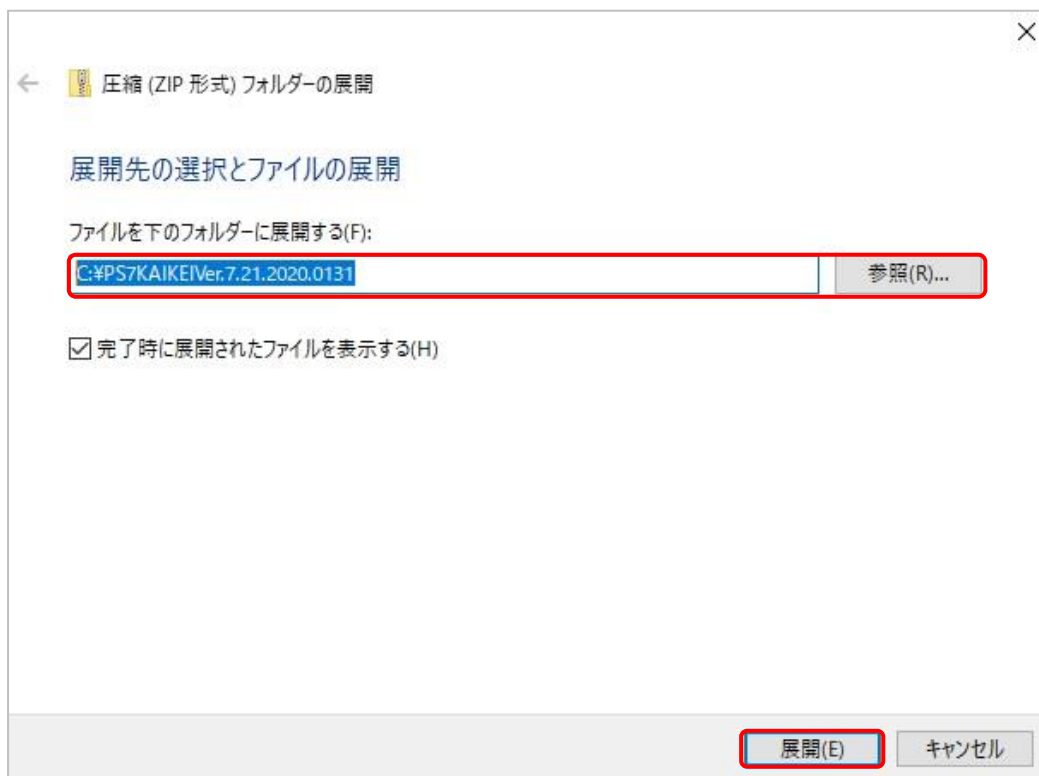 圧縮 (ZIP 形式) フォルダーの展開
展開先の選択とファイルの展開
ファイルを下のフォルダーに展開する(F):
C:¥PS7KAIKEIVer.7.21.2020.0131
参照(R)...
完了時に展開されたファイルを表示する(H)
展開(E)
キャンセル